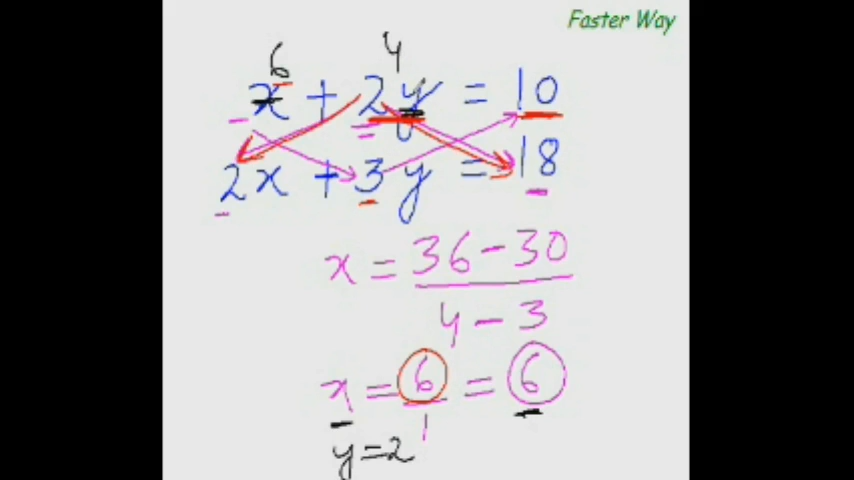 Faster Way
6 4
x + 2y = 10
2x + 3y = 18
x = 36 - 30
4 - 3
x = 6 = 6
1
y = 2